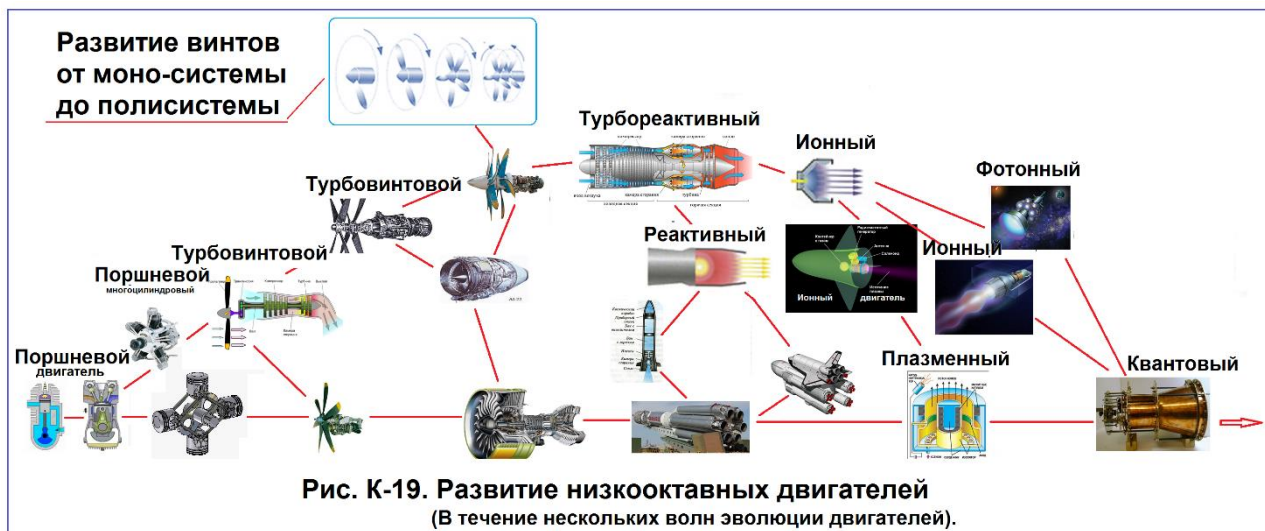 Развитие винтов
от моно-системы
до полисистемы
Турбореактивный
Ионный
Фотонный
Турбовинтовой
Реактивный
Ионный
Турбовинтовой
Поршневой
многоцилиндровый
Ионный
двигатель
Поршневой
двигатель
Плазменный
Квантовый
Рис. К-19. Развитие низкооктавных двигателей
(В течение нескольких волн эволюции двигателей).